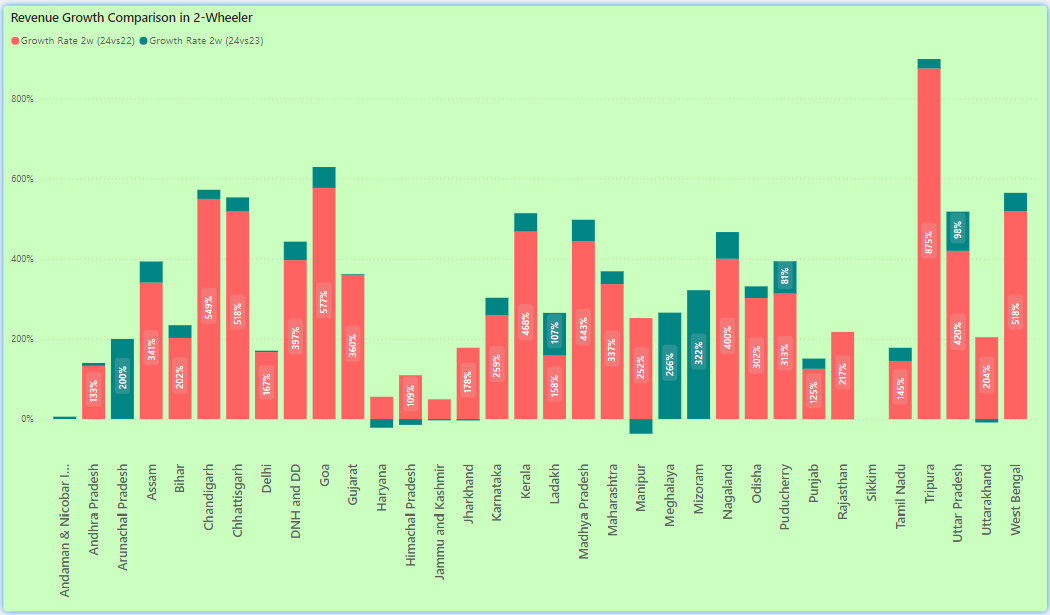 Revenue Growth Comparison in 2-Wheeler
Growth Rate 2w (24vs22) Growth Rate 2w (24vs23)
800%
600%
400%
200%
0%
133%
200%
341%
202%
549%
518%
167%
397%
577%
360%
109%
178%
259%
468%
107%
158%
443%
337%
252%
266%
322%
400%
302%
81%
313%
125%
217%
145%
875%
98%
420%
204%
518%
Andaman & Nicobar I...
Andhra Pradesh
Arunachal Pradesh
Assam
Bihar
Chandigarh
Chhattisgarh
Delhi
DNH and DD
Goa
Gujarat
Haryana
Himachal Pradesh
Jammu and Kashmir
Jharkhand
Karnataka
Kerala
Ladakh
Madhya Pradesh
Maharashtra
Manipur
Meghalaya
Mizoram
Nagaland
Odisha
Puducherry
Punjab
Rajasthan
Sikkim
Tamil Nadu
Tripura
Uttar Pradesh
Uttarakhand
West Bengal